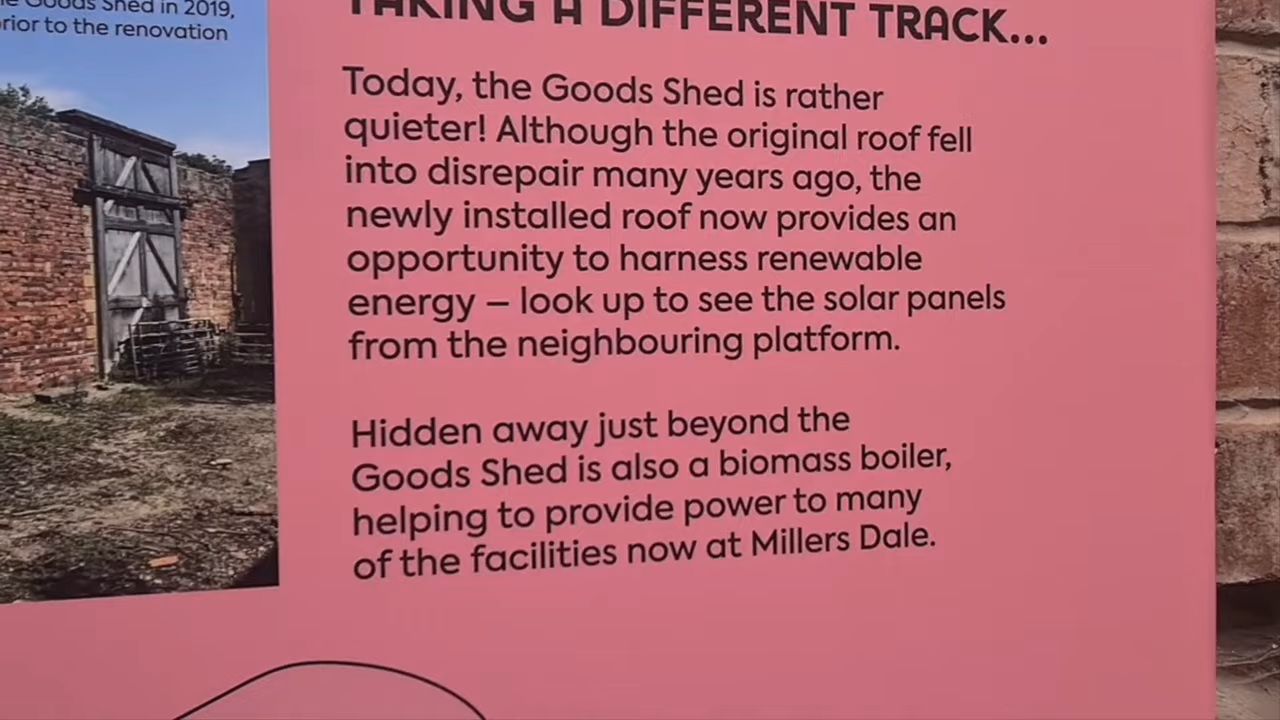 Goods Shed in 2019,
prior to the renovation
TAKING A DIFFERENT TRACK...
Today, the Goods Shed is rather
quieter! Although the original roof fell
into disrepair many years ago, the
newly installed roof now provides an
opportunity to harness renewable
energy – look up to see the solar panels
from the neighbouring platform.
Hidden away just beyond the
Goods Shed is also a biomass boiler,
helping to provide power to many
of the facilities now at Millers Dale.